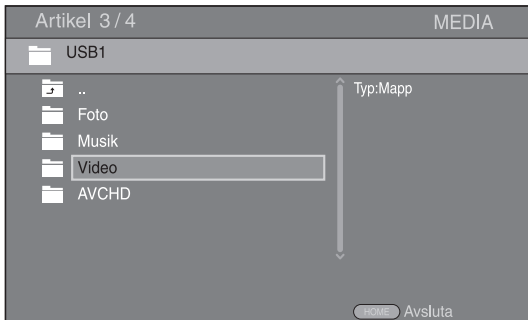 Artikel 3 / 4 MEDIA
USB1
..
Typ:Mapp
Foto
Musik
Video
AVCHD
HOME Avsluta